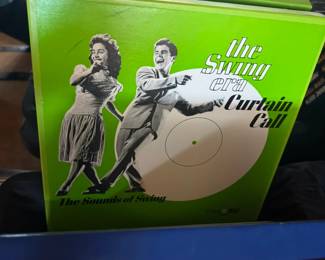 the
Swing
era
Curtain
Call
The Sounds of Swing